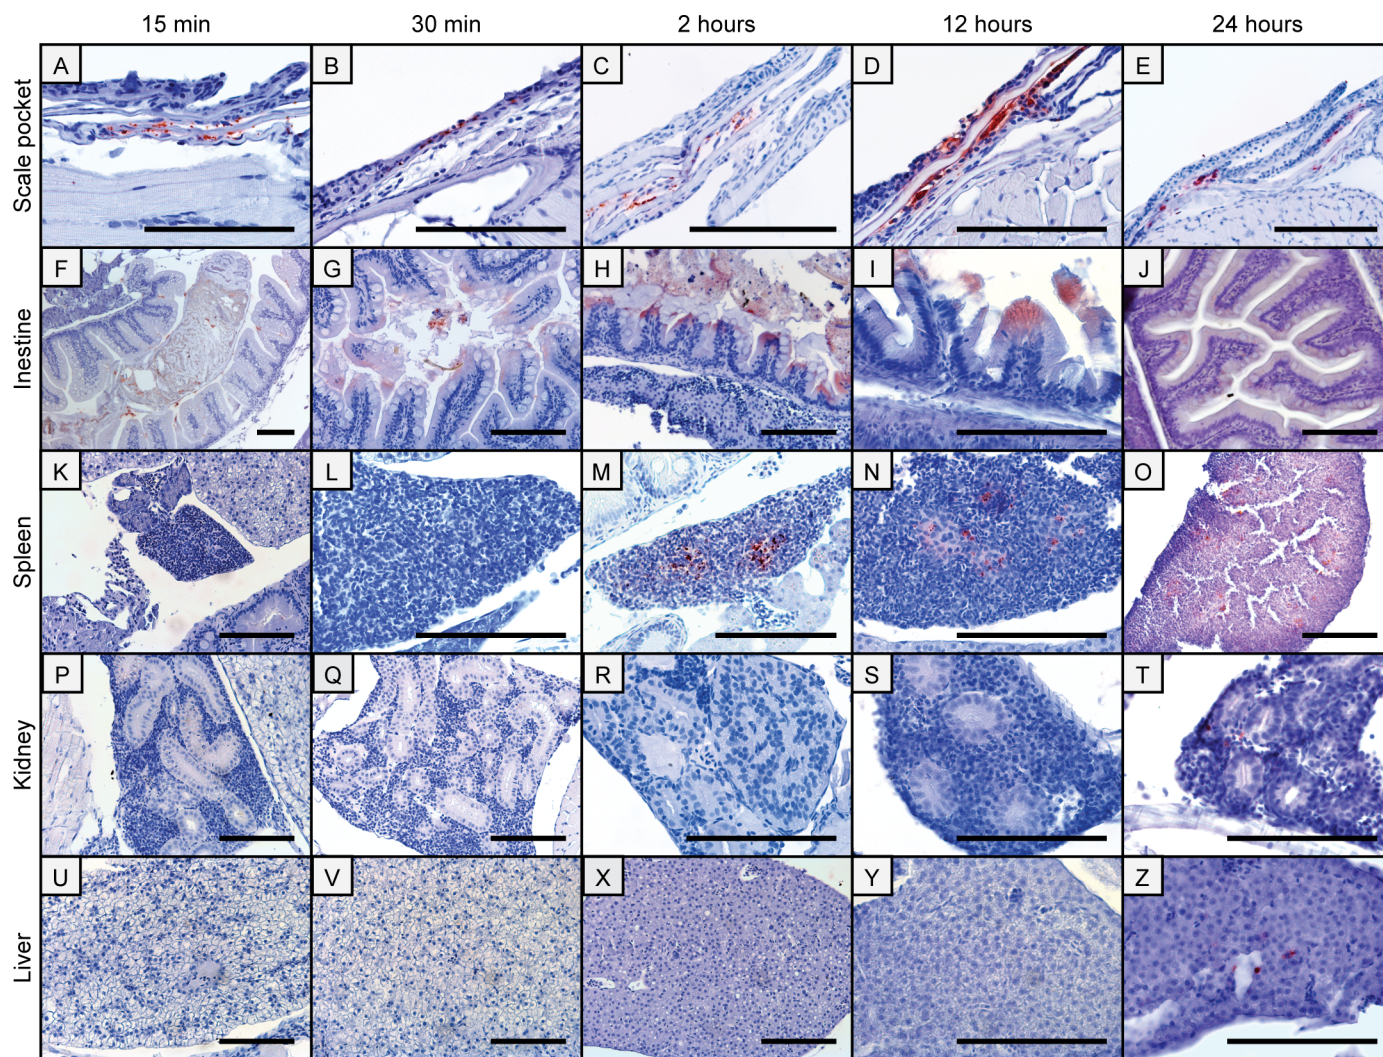 15 min 30 min 2 hours 12 hours 24 hours
Scale pocket
A B C D E
Inestine
F G H I J
Spleen
K L M N O
Kidney
P Q R S T
Liver
U V X Y Z